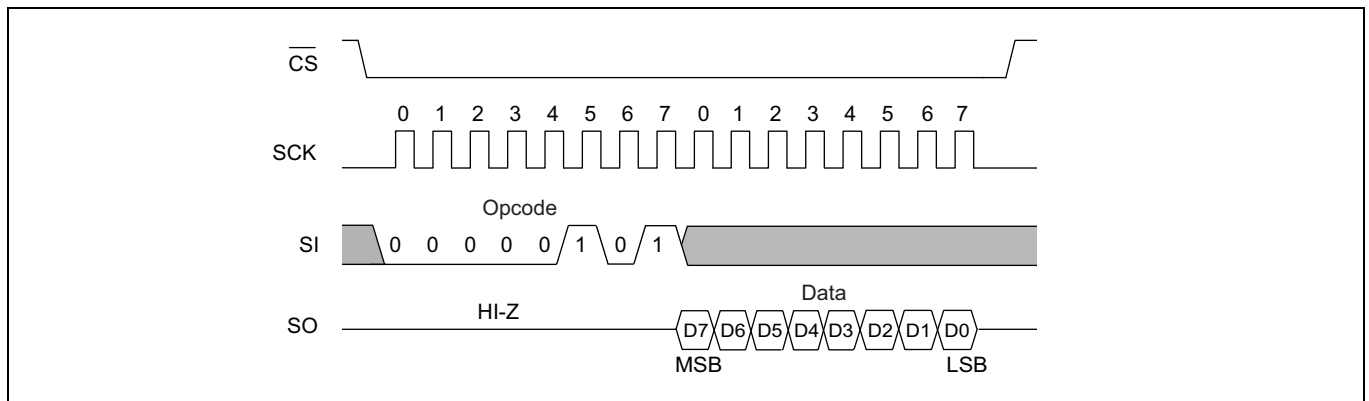 C̅S̅
0 1 2 3 4 5 6 7 0 1 2 3 4 5 6 7
SCK
Opcode
SI 0 0 0 0 0 1 0 1
HI-Z
Data
SO D7 D6 D5 D4 D3 D2 D1 D0
MSB LSB